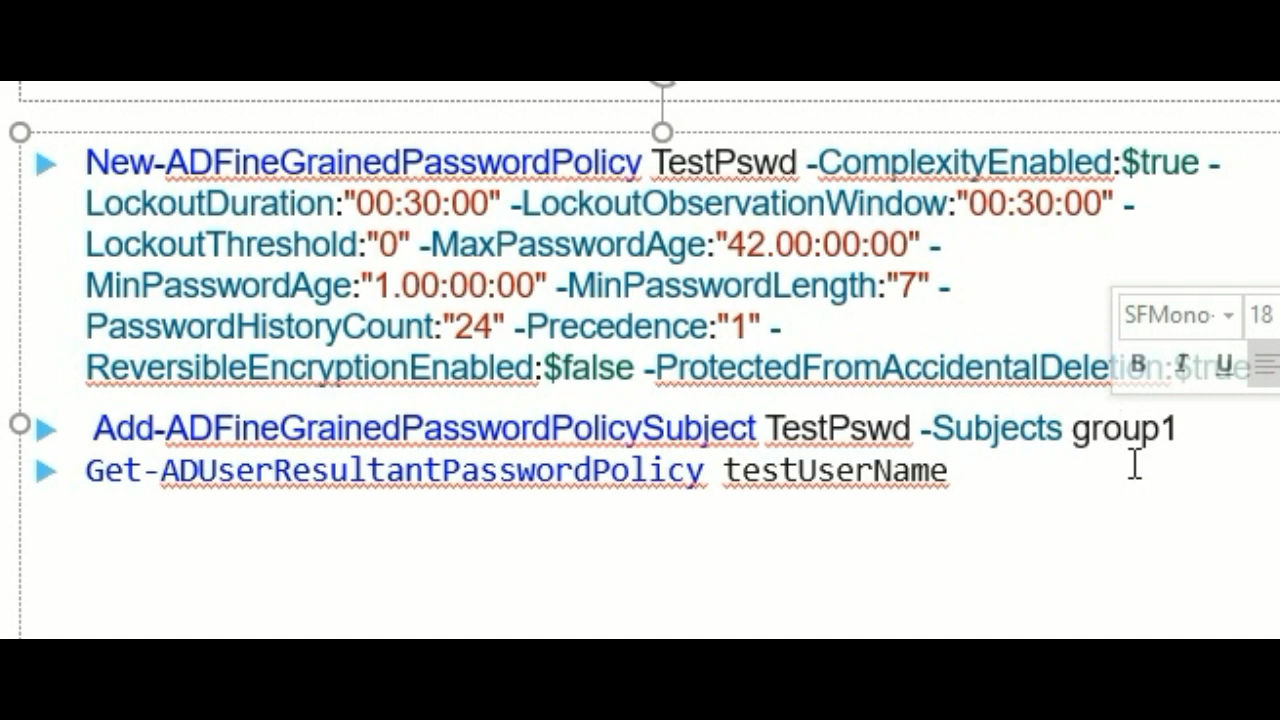 New-ADFineGrainedPasswordPolicy TestPswd -ComplexityEnabled:$true -
LockoutDuration:"00:30:00" -LockoutObservationWindow:"00:30:00" -
LockoutThreshold:"0" -MaxPasswordAge:"42.00:00:00" -
MinPasswordAge:"1.00:00:00" -MinPasswordLength:"7" -
SFMono- 18
PasswordHistoryCount:"24" -Precedence:"1" -
ReversibleEncryptionEnabled:$false -ProtectedFromAccidentalDeletion:$true
B I U
Add-ADFineGrainedPasswordPolicySubject TestPswd -Subjects group1
Get-ADUserResultantPasswordPolicy testUserName